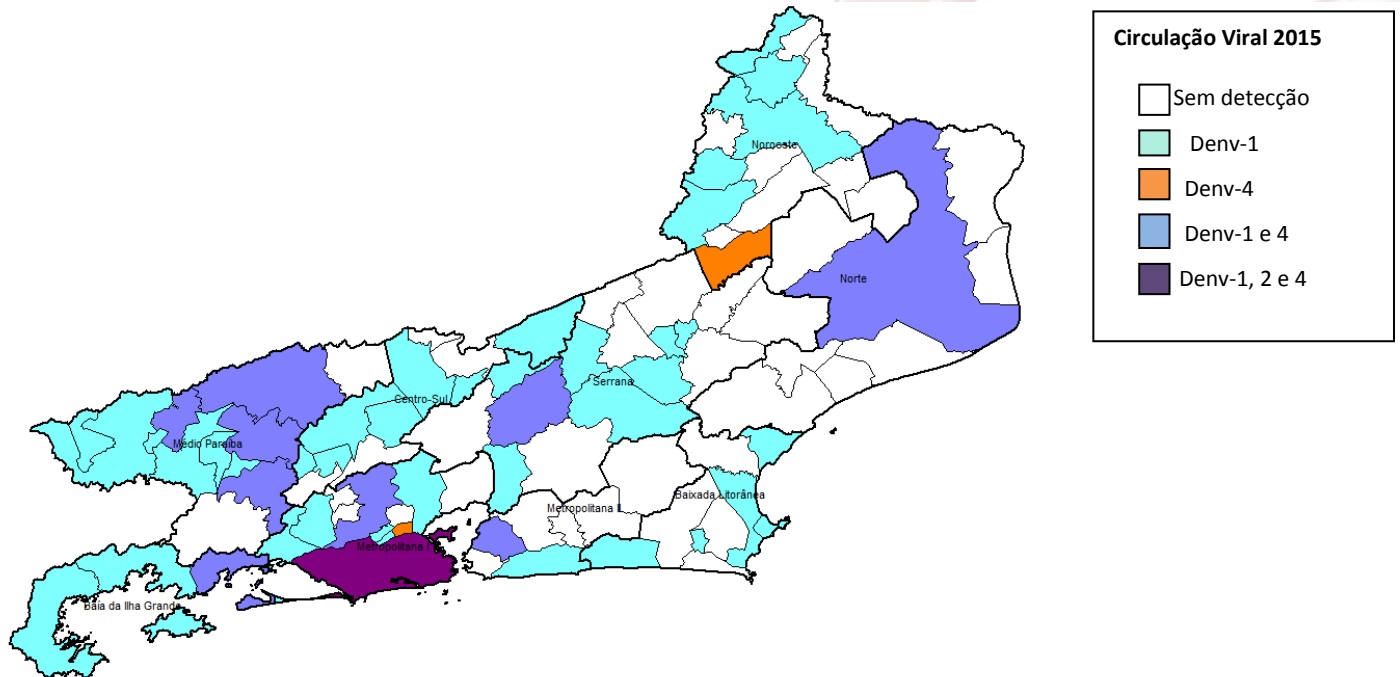 Circulação Viral 2015
Sem detecção
Denv-1
Denv-4
Denv-1 e 4
Denv-1, 2 e 4
Noroeste
Norte
Serrana
Centro-Sul
Médio Paraíba
Baixada Litorânea
Metropolitana II
Metropolitana I
Baía da Ilha Grande